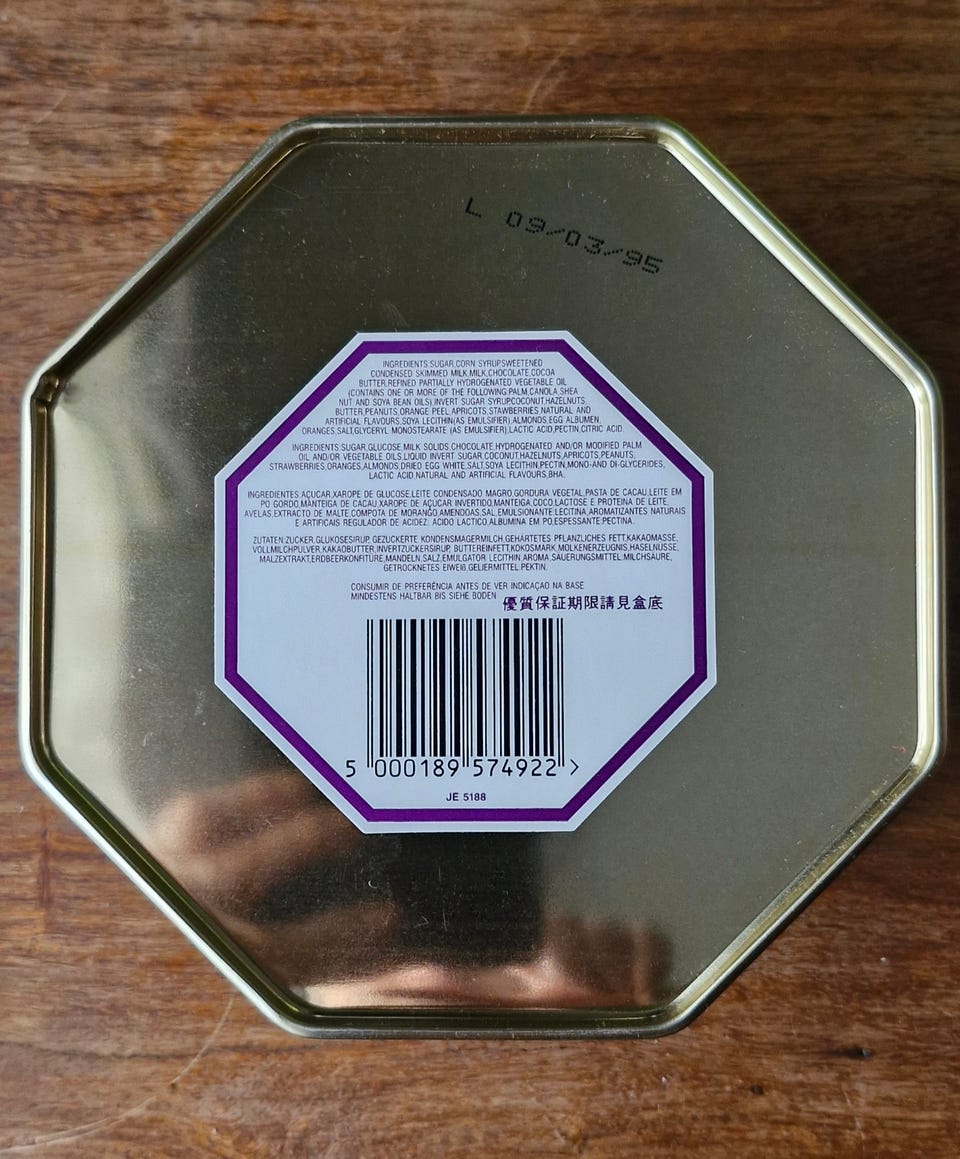 L 09/03/95
INGREDIENTS:SUGAR,CORN SYRUP,SWEETENED
CONDENSED SKIMMED MILK,MILK,CHOCOLATE,COCOA
BUTTER,REFINED PARTIALLY HYDROGENATED VEGETABLE OIL
(CONTAINS ONE OR MORE OF THE FOLLOWING:PALM,CANOLA,SHEA
NUT AND SOYA BEAN OILS),INVERT SUGAR SYRUPCOCONUT,HAZELNUTS,
BUTTER,PEANUTS,ORANGE PEEL,APRICOTS,STAWBERRIES,NATURAL AND
ARTIFICIAL FLAVOURS,SOYA LECITHIN(AS EMULSIFIER),ALMONDS,EGG ALBUMEN,
ORANGES,SALT,GLYCERYL MONOSTEARATE (AS EMULSIFIER),LACTIC ACID,PECTIN,CITRIC ACID.
INGREDIENTS:SUGAR,GLUCOSE,MILK SOLIDS CHOCOLATE,HYDROGENATED AND/OR MODIFIED PALM
OIL AND/OR VEGETABLE OILS,LIQUID INVERT SUGAR,COCONUT,HAZELNUTS,APRICOTS,PEANUTS,
STRAWBERRIES,ORANGES,ALMONDS,DRIED EGG WHITE,SALT,SOYA LECITHIN,PECTIN,MONO-AND DI-GLYCERIDES,
LACTIC ACID,NATURAL AND ARTIFICIAL FLAVOURS,BHA.
INGREDIENTES:AÇUCAR,XAROPE DE GLUCOSE,LEITE CONDENSADO MAGRO,GORDURA VEGETAL,PASTA DE CACAU,LEITE EM
PO GORDO,MANTEIGA DE CACAU,XAROPE DE AÇUCAR INVERTIDO,MANTEIGA,COCO,LACTOSE E PROTEINA DE LEITE,
AVELAS,EXTRACTO DE MALTE,COMPOTA DE MORANGO,AMENDOAS,SAL,EMULSIONANTE LECITINA,AROMATIZANTES NATURAIS
E ARTIFICAIS REGULADOR DE ACIDEZ. ACIDO LACTICO,ALBUMINA EM PO,ESPESSANTE:PECTINA.
ZUTATEN:ZUCKER,GLUKOSESIRUP, GEZUCKERTE KONDENSMAGERMILCH,GEHARTETES PFLANZLICHES FETT,KAKAOMASSE,
VOLLMILCHPULVER,KAKAOBUTTER,INVERTZUCKERSIRUP, BUTTEREINFETT,KOKOSMARK,MOLKENERZEUGNIS,HASELNÜSSE,
MALZEXTRAKT,ERDBEERKONFITÜRE,MANDELN,SALZ,EMULGATOR LECITHIN,AROMA,SAUERUNGSMITTEL:MILCHSAURE,
GETROCKNETES EIWEIß,GELIERMITTEL,PEKTIN.
CONSUMIR DE PREFERÊNCIA ANTES DE VER INDICAÇAO NA BASE
MINDESTENS HALTBAR BIS SIEHE BODEN 優質保証期限請見盒底
5 000189 574922 >
JE 5188